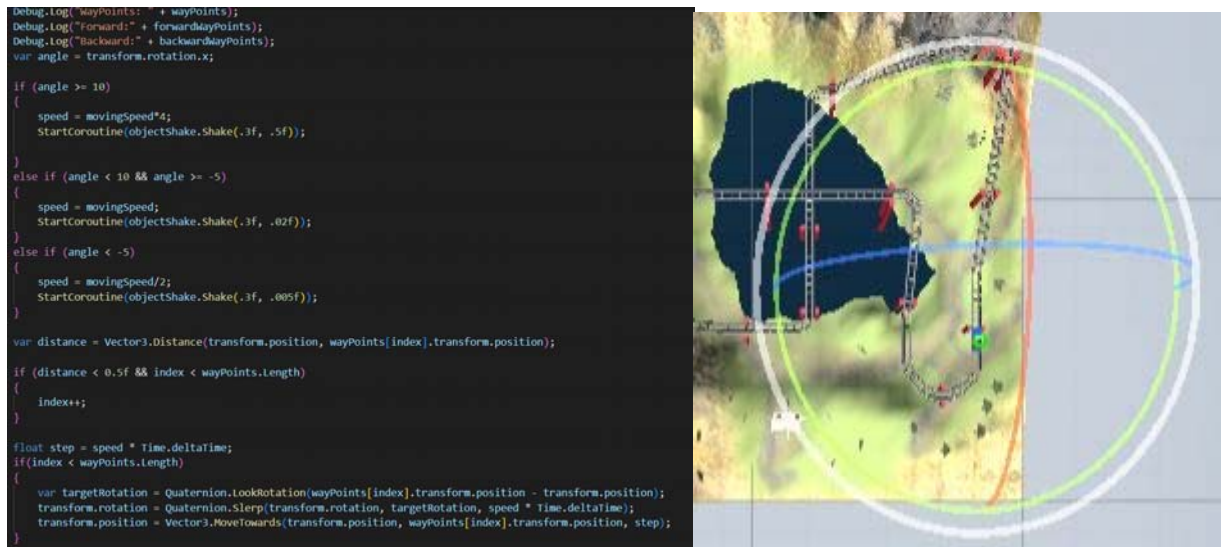 Debug.Log("WayPoints: " + wayPoints);
Debug.Log("Forward:" + forwardWayPoints);
Debug.Log("Backward:" + backwardWayPoints);
var angle = transform.rotation.x;
if (angle >= 10)
{
speed = movingSpeed*4;
StartCoroutine(objectShake.Shake(.3f, .5f));
}
else if (angle < 10 && angle >= -5)
{
speed = movingSpeed;
StartCoroutine(objectShake.Shake(.3f, .02f));
}
else if (angle < -5)
{
speed = movingSpeed/2;
StartCoroutine(objectShake.Shake(.3f, .005f));
}
var distance = Vector3.Distance(transform.position, wayPoints[index].transform.position);
if (distance < 0.5f && index < wayPoints.Length)
{
index++;
}
float step = speed * Time.deltaTime;
if(index < wayPoints.Length)
{
var targetRotation = Quaternion.LookRotation(wayPoints[index].transform.position - transform.position);
transform.rotation = Quaternion.Slerp(transform.rotation, targetRotation, speed * Time.deltaTime);
transform.position = Vector3.MoveTowards(transform.position, wayPoints[index].transform.position, step);
}